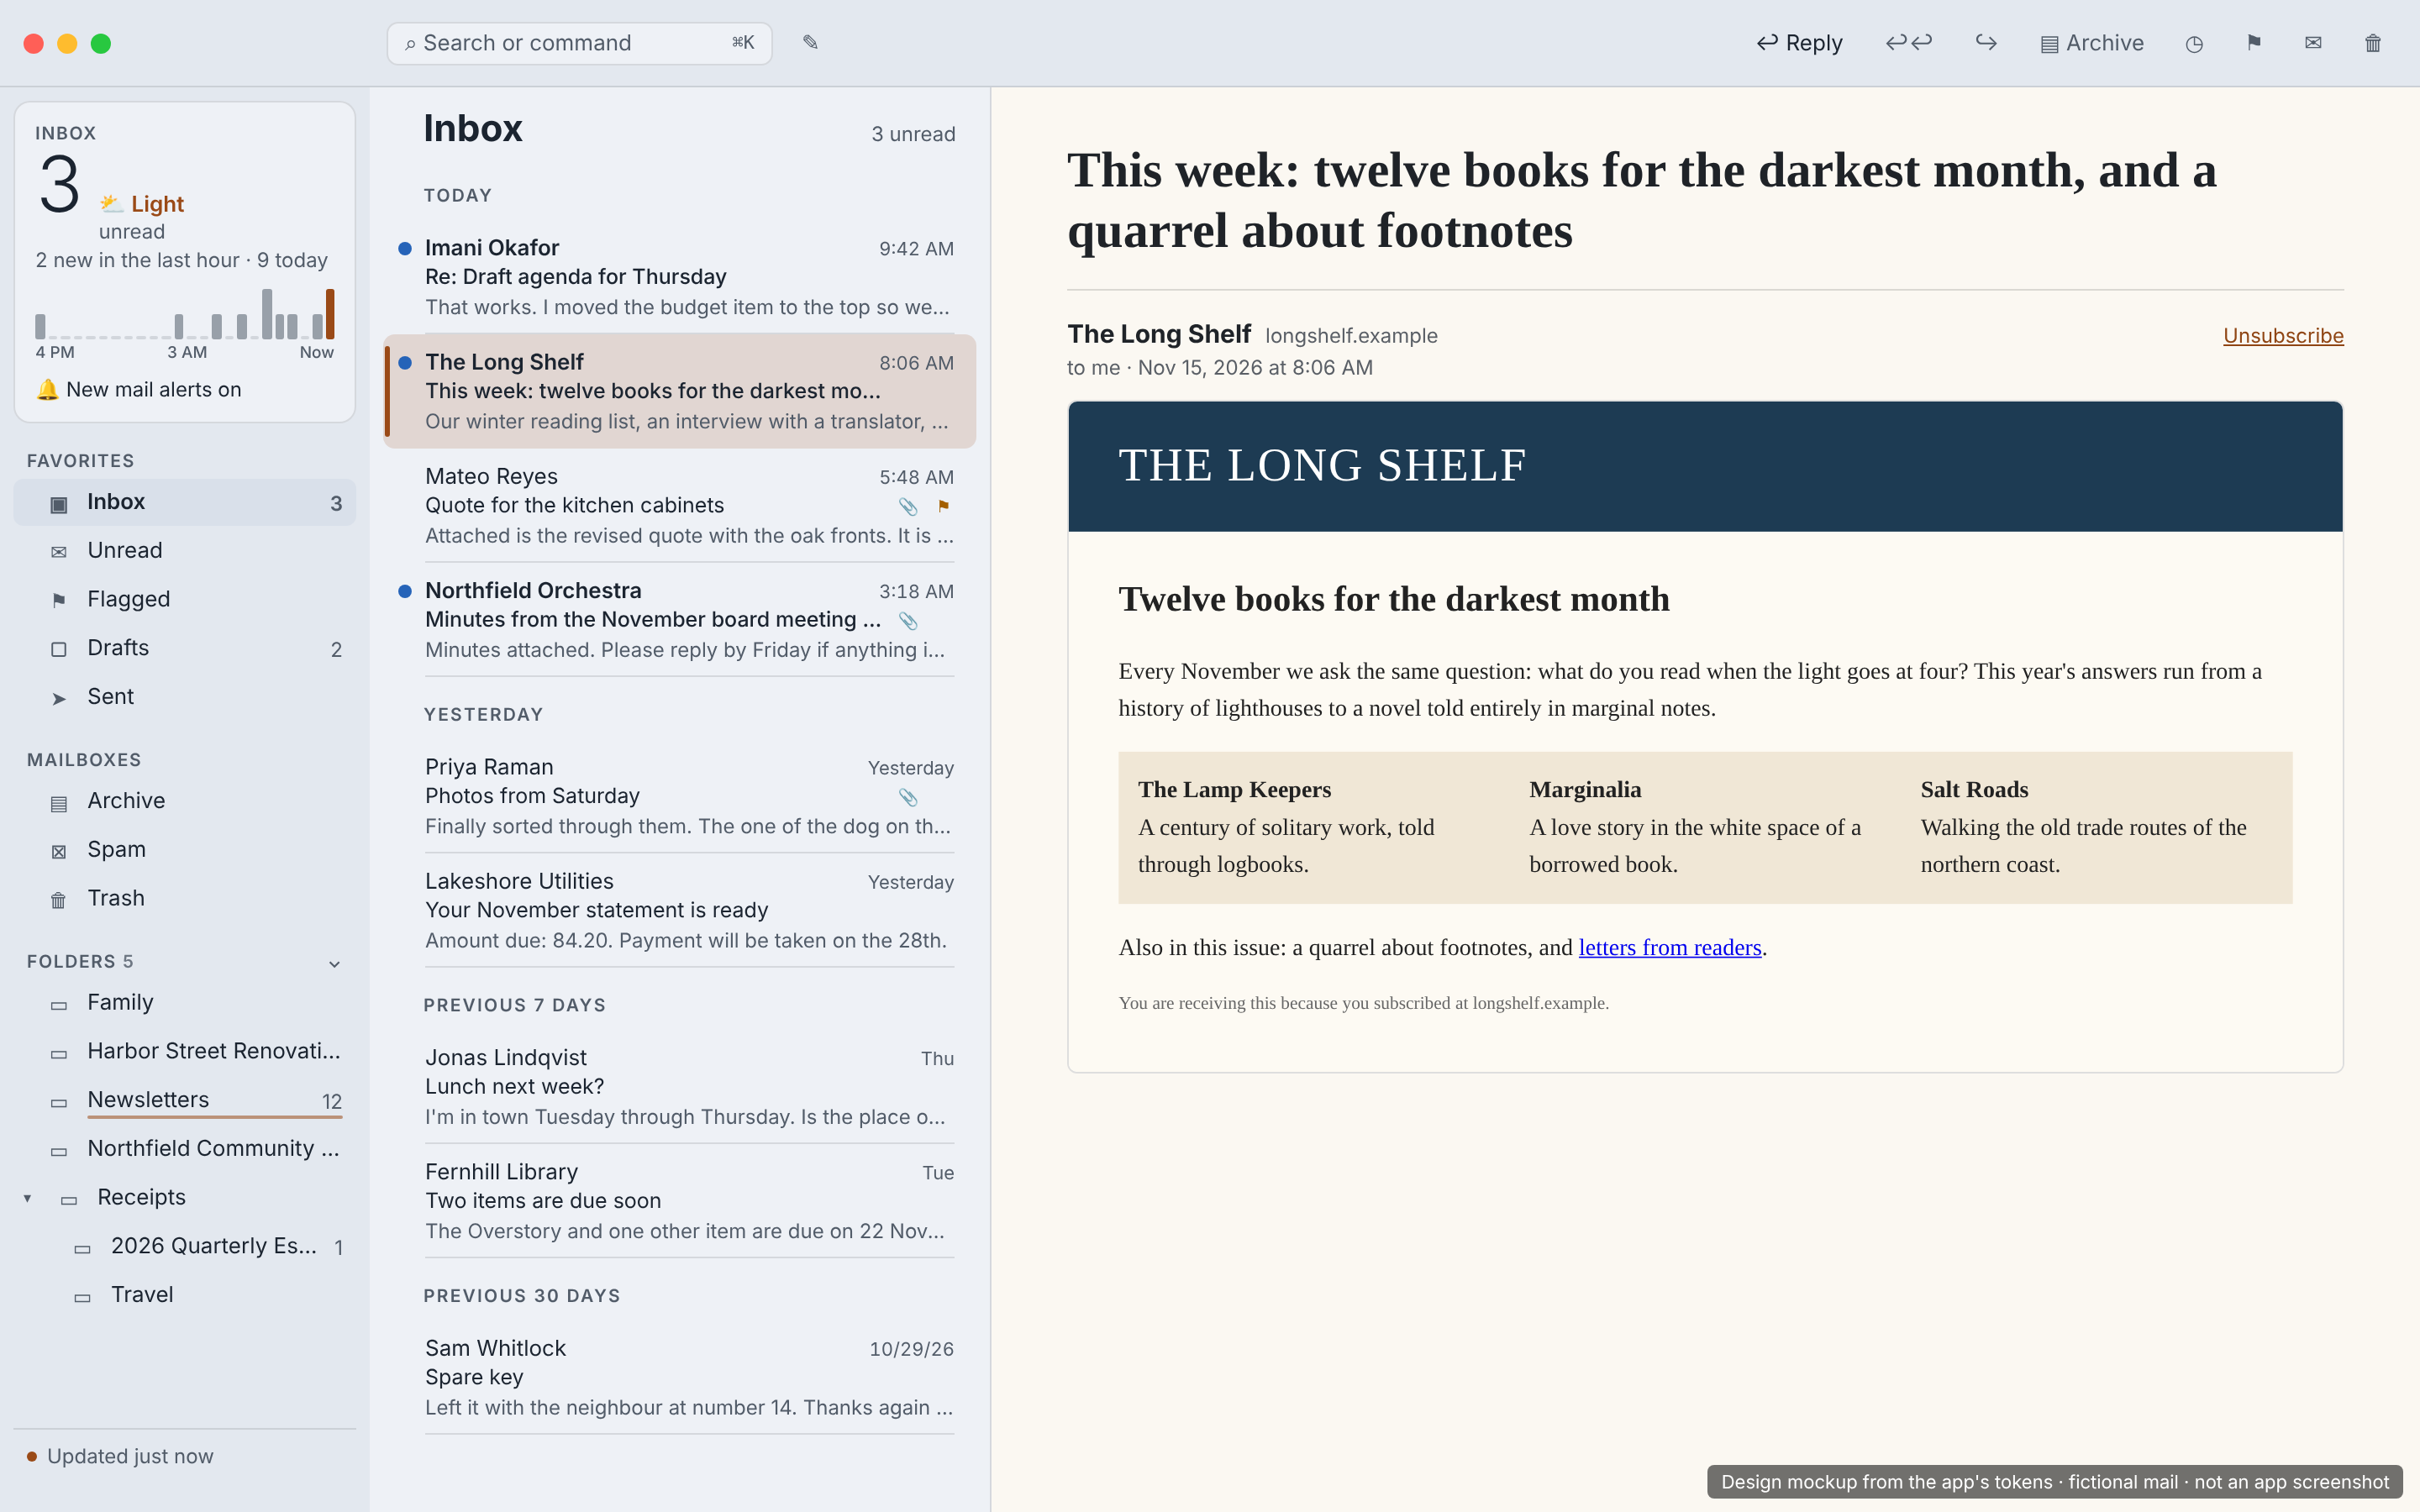 Search or command ⌘K
Reply
Archive
INBOX
3
Light
unread
2 new in the last hour · 9 today
4 PM 3 AM Now
New mail alerts on
FAVORITES
Inbox 3
Unread
Flagged
Drafts 2
Sent
MAILBOXES
Archive
Spam
Trash
FOLDERS 5
Family
Harbor Street Renovati...
Newsletters 12
Northfield Community ...
Receipts
2026 Quarterly Es... 1
Travel
Updated just now
Inbox 3 unread
TODAY
Imani Okafor 9:42 AM
Re: Draft agenda for Thursday
That works. I moved the budget item to the top so we...
The Long Shelf 8:06 AM
This week: twelve books for the darkest mo...
Our winter reading list, an interview with a translator, ...
Mateo Reyes 5:48 AM
Quote for the kitchen cabinets
Attached is the revised quote with the oak fronts. It is ...
Northfield Orchestra 3:18 AM
Minutes from the November board meeting ...
Minutes attached. Please reply by Friday if anything i...
YESTERDAY
Priya Raman Yesterday
Photos from Saturday
Finally sorted through them. The one of the dog on th...
Lakeshore Utilities Yesterday
Your November statement is ready
Amount due: 84.20. Payment will be taken on the 28th.
PREVIOUS 7 DAYS
Jonas Lindqvist Thu
Lunch next week?
I'm in town Tuesday through Thursday. Is the place o...
Fernhill Library Tue
Two items are due soon
The Overstory and one other item are due on 22 Nov...
PREVIOUS 30 DAYS
Sam Whitlock 10/29/26
Spare key
Left it with the neighbour at number 14. Thanks again ...
This week: twelve books for the darkest month, and a
quarrel about footnotes
The Long Shelf longshelf.example Unsubscribe
to me · Nov 15, 2026 at 8:06 AM
THE LONG SHELF
Twelve books for the darkest month
Every November we ask the same question: what do you read when the light goes at four? This year's answers run from a
history of lighthouses to a novel told entirely in marginal notes.
The Lamp Keepers
A century of solitary work, told
through logbooks.
Marginalia
A love story in the white space of a
borrowed book.
Salt Roads
Walking the old trade routes of the
northern coast.
Also in this issue: a quarrel about footnotes, and letters from readers.
You are receiving this because you subscribed at longshelf.example.
Design mockup from the app's tokens · fictional mail · not an app screenshot